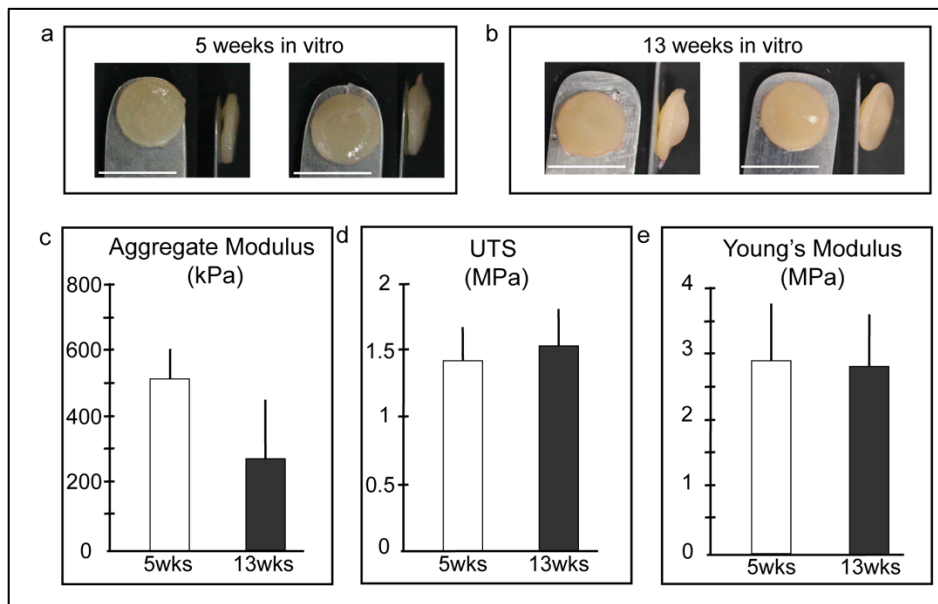 a
5 weeks in vitro
b
13 weeks in vitro
c
Aggregate Modulus
(kPa)
800
600
400
200
0
5wks 13wks
d
UTS
(MPa)
2
1.5
1
0.5
0
5wks 13wks
e
Young's Modulus
(MPa)
4
3
2
1
0
5wks 13wks